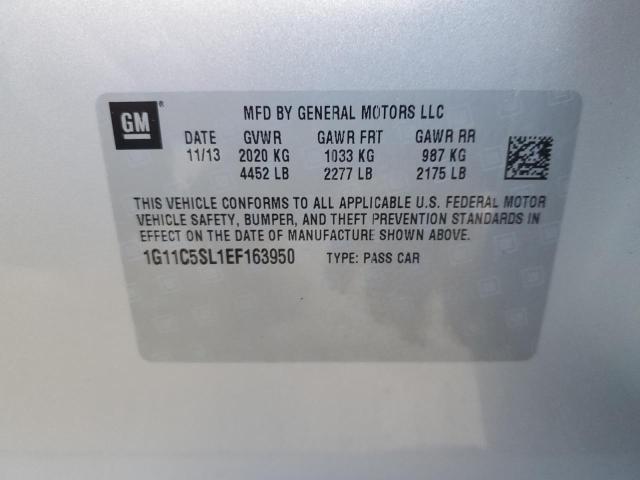 GM ® MFD BY GENERAL MOTORS LLC
DATE GVWR GAWR FRT GAWR RR
11/13 2020 KG 1033 KG 987 KG
4452 LB 2277 LB 2175 LB
THIS VEHICLE CONFORMS TO ALL APPLICABLE U.S. FEDERAL MOTOR
VEHICLE SAFETY, BUMPER, AND THEFT PREVENTION STANDARDS IN
EFFECT ON THE DATE OF MANUFACTURE SHOWN ABOVE.
1G11C5SL1EF163950 TYPE: PASS CAR